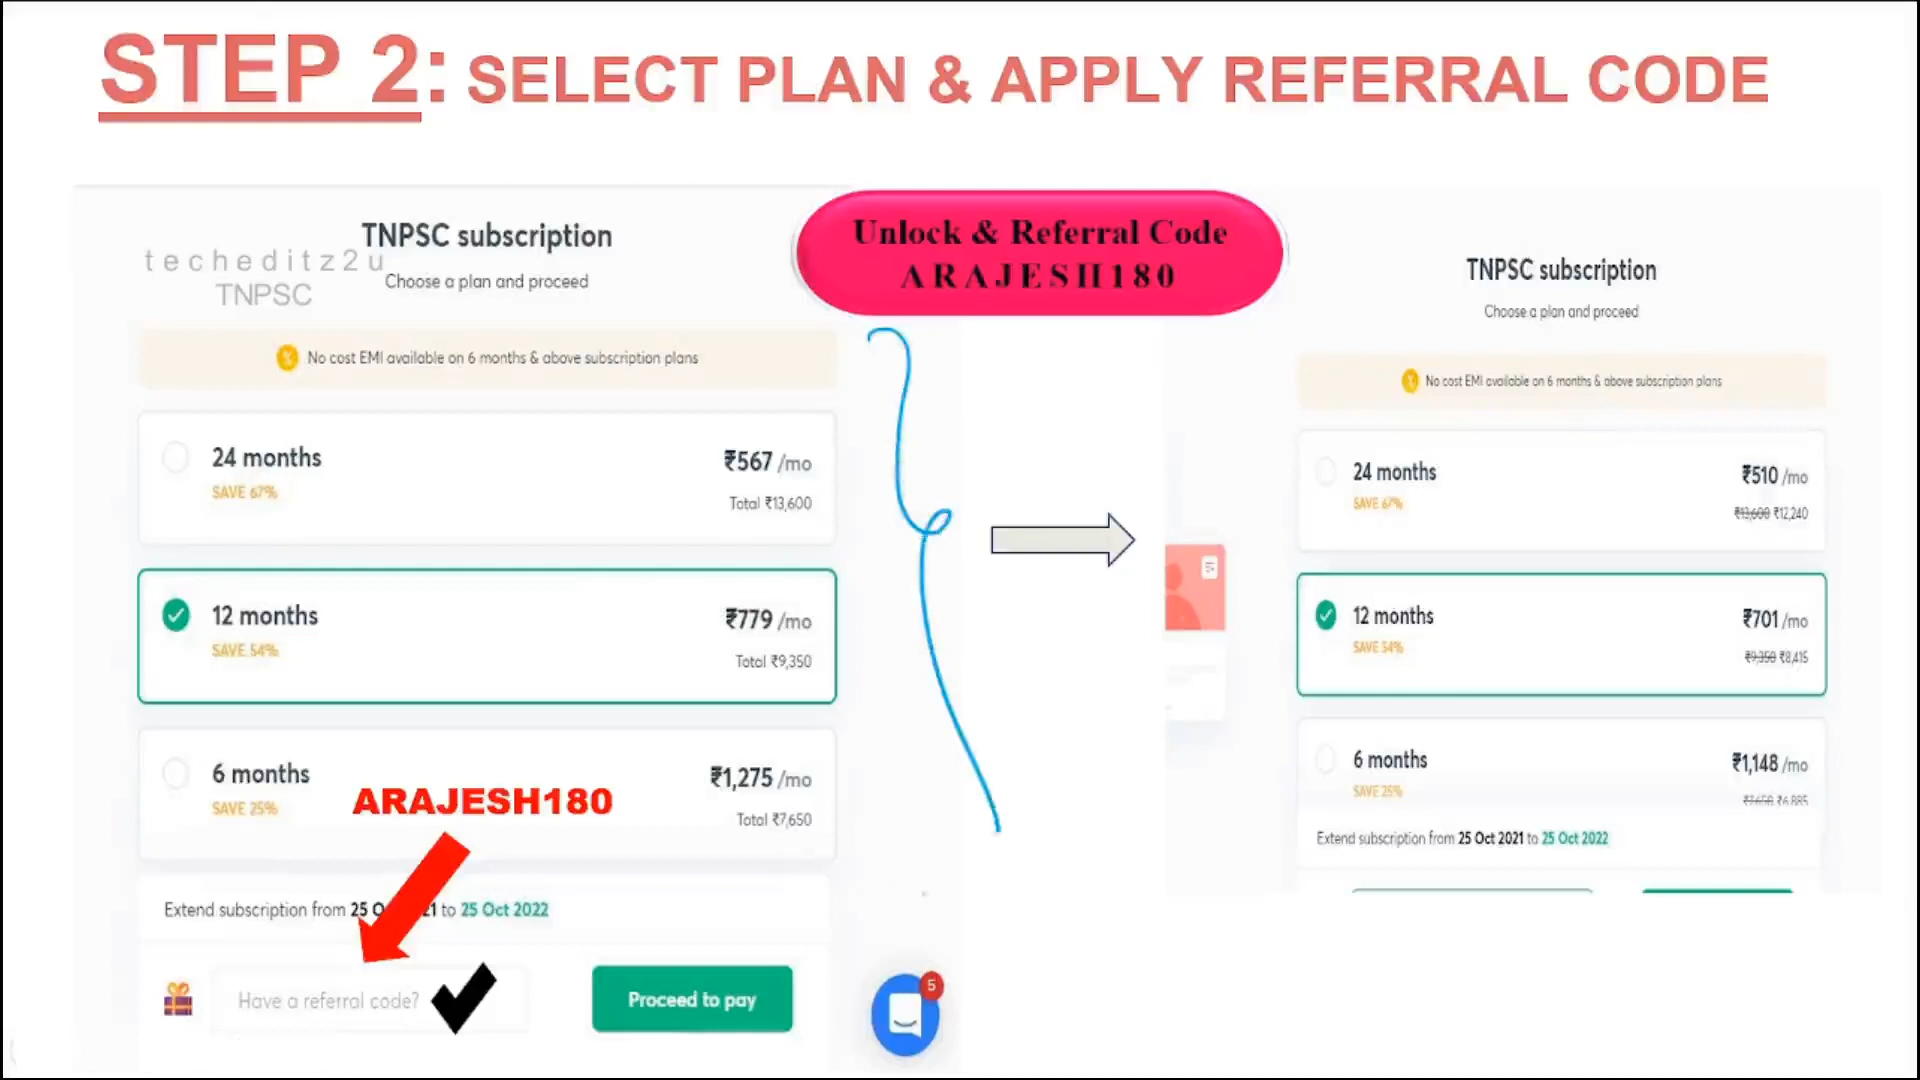 STEP 2: SELECT PLAN & APPLY REFERRAL CODE
TNPSC subscription
techeditz2u
TNPSC
Choose a plan and proceed
No cost EMI available on 6 months & above subscription plans
24 months
₹567 /mo
SAVE 67%
Total ₹13,600
12 months
₹779 /mo
SAVE 54%
Total ₹9,350
6 months
₹1,275 /mo
SAVE 25%
Total ₹7,650
ARAJESH180
Extend subscription from 25 O 21 to 25 Oct 2022
Have a referral code?
Proceed to pay
5
Unlock & Referral Code
ARAJESH180
TNPSC subscription
Choose a plan and proceed
No cost EMI available on 6 months & above subscription plans
24 months
₹510 /mo
SAVE 67%
₹13,600 ₹12,240
12 months
₹701 /mo
SAVE 54%
₹9,350 ₹8,415
6 months
₹1,148 /mo
SAVE 25%
₹7,650 ₹6,885
Extend subscription from 25 Oct 2021 to 25 Oct 2022